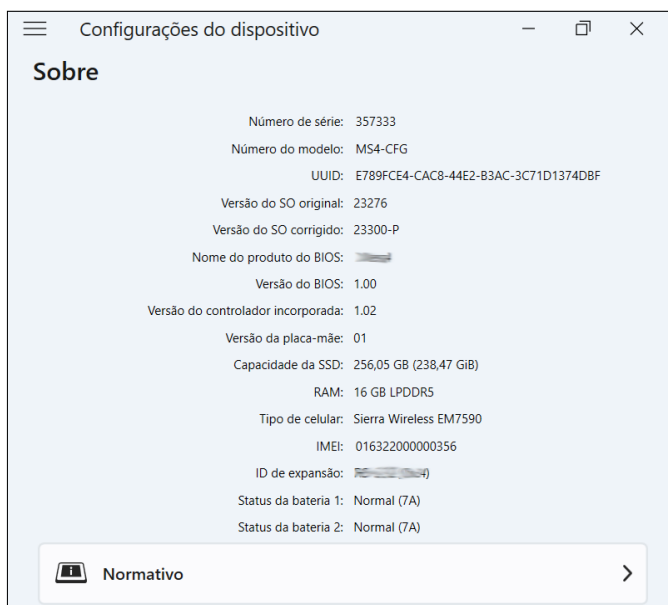 Configurações do dispositivo
Sobre
Número de série: 357333
Número do modelo: MS4-CFG
UUID: E789FCE4-CAC8-44E2-B3AC-3C71D1374DBF
Versão do SO original: 23276
Versão do SO corrigido: 23300-P
Nome do produto do BIOS:
Versão do BIOS: 1.00
Versão do controlador incorporada: 1.02
Versão da placa-mãe: 01
Capacidade da SSD: 256,05 GB (238,47 GiB)
RAM: 16 GB LPDDR5
Tipo de celular: Sierra Wireless EM7590
IMEI: 016322000000356
ID de expansão:
Status da bateria 1: Normal (7A)
Status da bateria 2: Normal (7A)
Normativo